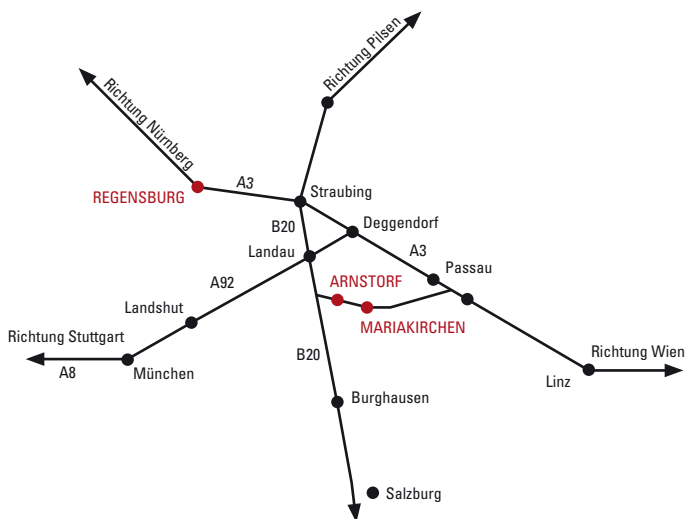 Richtung Pilsen
Richtung Nürnberg
A3
REGENSBURG
Straubing
B20
Deggendorf
Landau
A3
Passau
A92
ARNSTORF
Landshut
MARIAKIRCHEN
Richtung Stuttgart
A8
München
B20
Richtung Wien
Linz
Burghausen
Salzburg